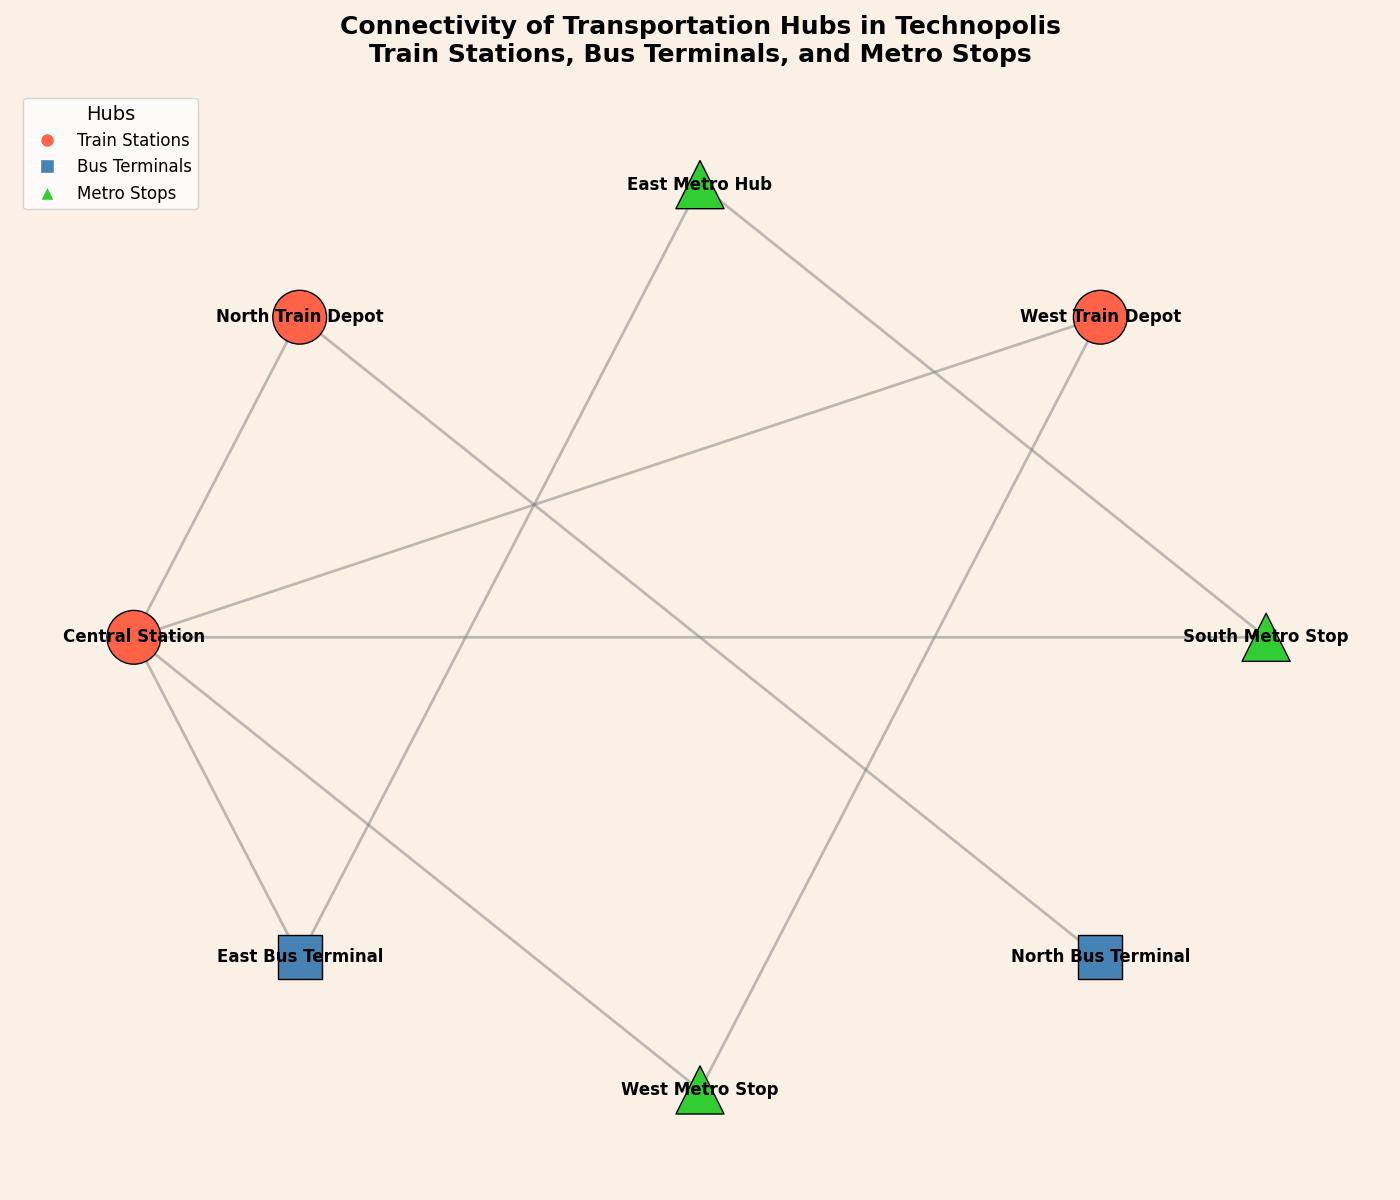 Connectivity of Transportation Hubs in Technopolis
Train Stations, Bus Terminals, and Metro Stops
Hubs
Train Stations
Bus Terminals
Metro Stops
East Metro Hub
North Train Depot
West Train Depot
Central Station
South Metro Stop
East Bus Terminal
North Bus Terminal
West Metro Stop